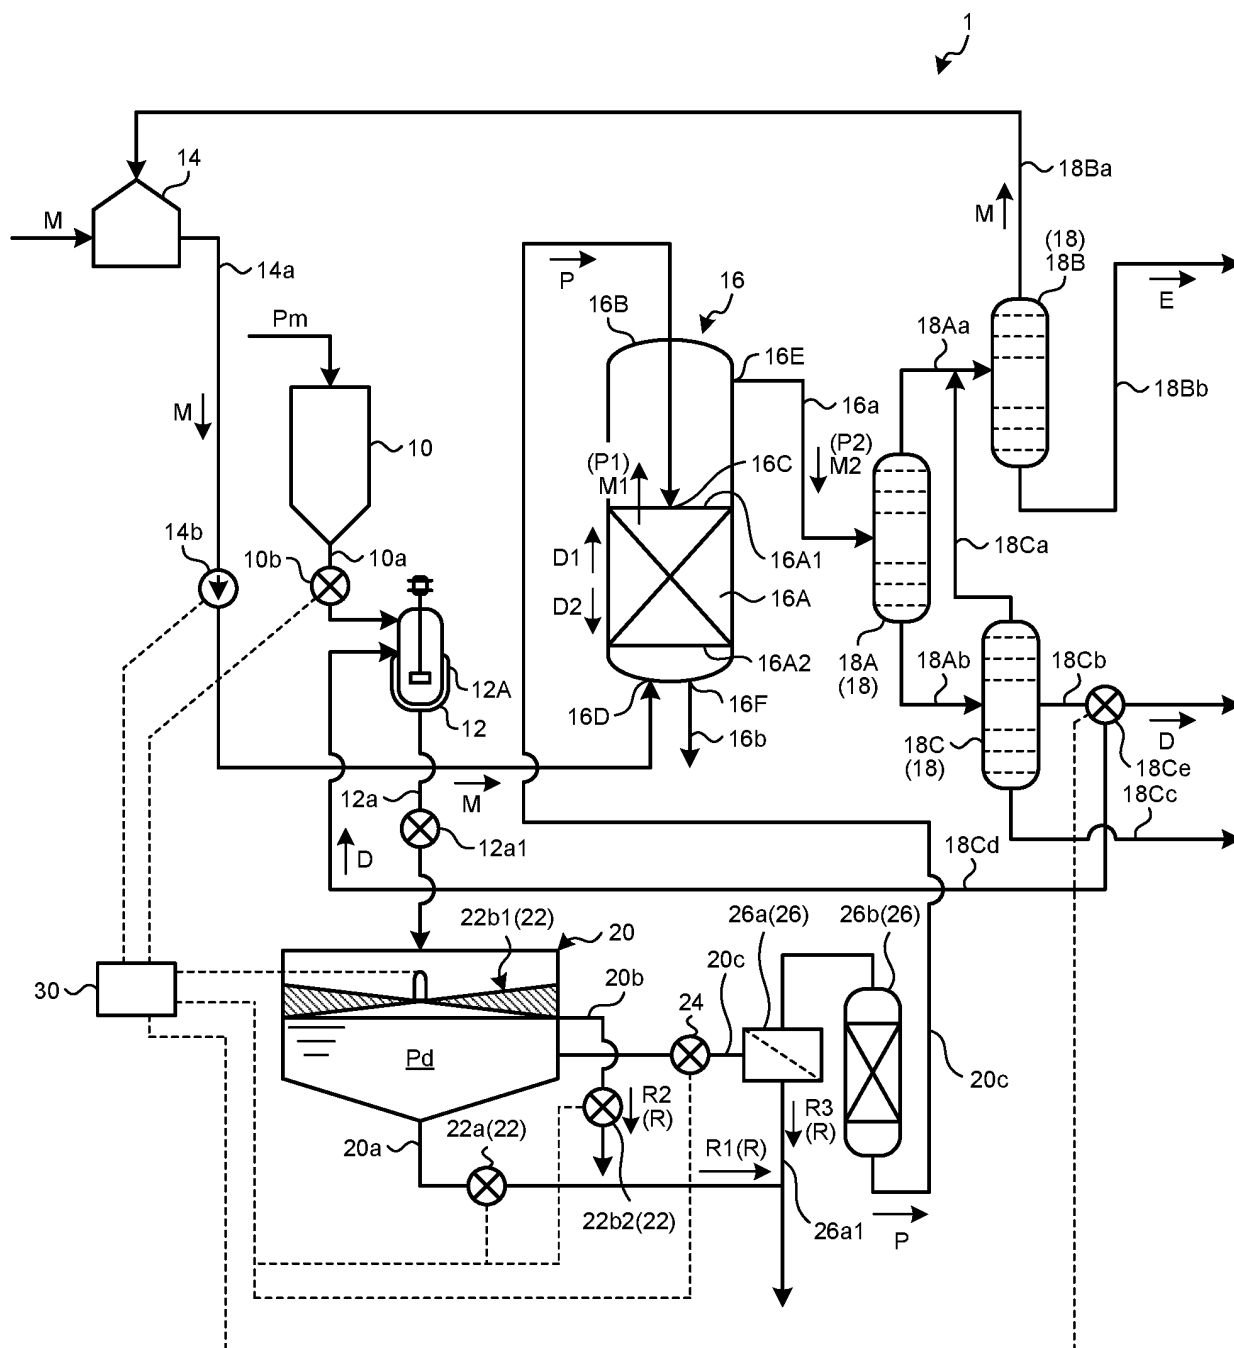 1
14
M
14a
18Ba
M
(18)
18B
E
P
16
16B
Pm
16E
18Aa
18Bb
16a
M
10
(P1)
M1
16C
(P2)
M2
14b
10b
10a
D1
16A1
18Ca
D2
16A
16A2
18A
(18)
18Ab
18Cb
12A
12
16D
16F
16b
18C
(18)
D
18Ce
12a
M
18Cc
12a1
D
18Cd
22b1(22)
20
26a(26)
26b(26)
20b
20c
30
24
Pd
20c
R2
(R)
R3
(R)
20a
22a(22)
R1(R)
22b2(22)
26a1
P